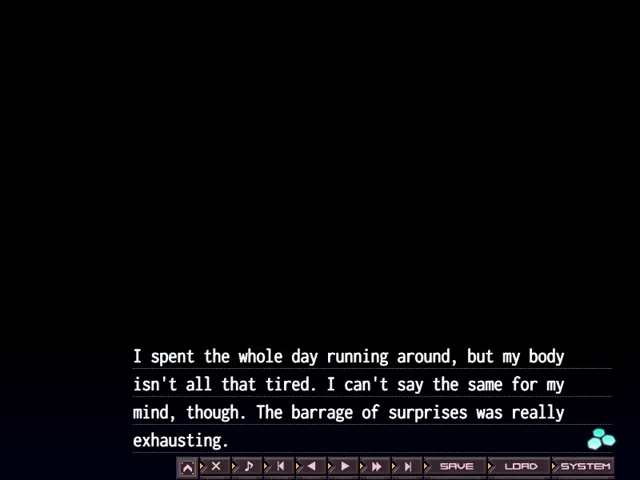 I spent the whole day running around, but my body
isn't all that tired. I can't say the same for my
mind, though. The barrage of surprises was really
exhausting.
SAVE LOAD SYSTEM